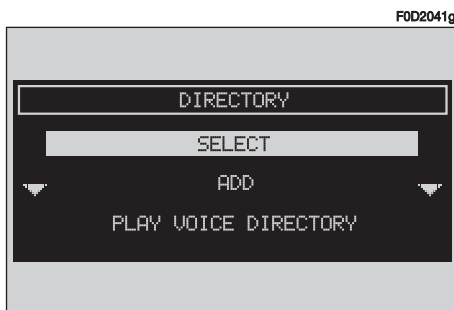 F0D2041g
DIRECTORY
SELECT
ADD
PLAY VOICE DIRECTORY